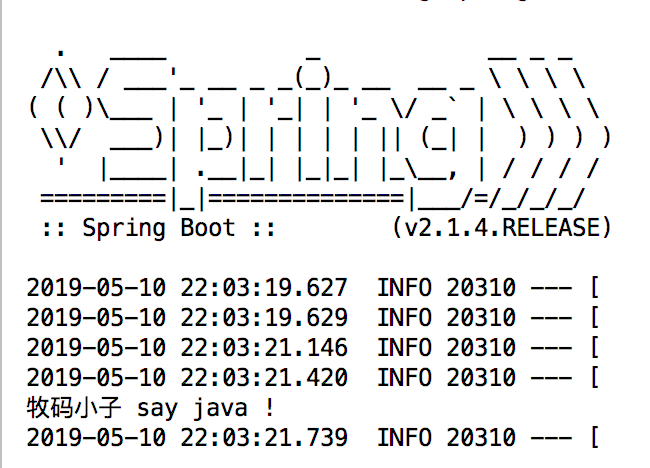 .   ____          _            __ _ _
 /\\ / ___'_ __ _ _(_)_ __  __ _ \ \ \ \
( ( )\___ | '_ | '_| | '_ \/ _` | \ \ \ \
 \\/  ___)| |_)| | | | | || (_| |  ) ) ) )
  '  |____| .__|_| |_|_| |_\__, | / / / /
 =========|_|==============|___/=/_/_/_/
 :: Spring Boot ::        (v2.1.4.RELEASE)
2019-05-10 22:03:19.627  INFO 20310 --- [
2019-05-10 22:03:19.629  INFO 20310 --- [
2019-05-10 22:03:21.146  INFO 20310 --- [
2019-05-10 22:03:21.420  INFO 20310 --- [
牧码小子 say java !
2019-05-10 22:03:21.739  INFO 20310 --- [